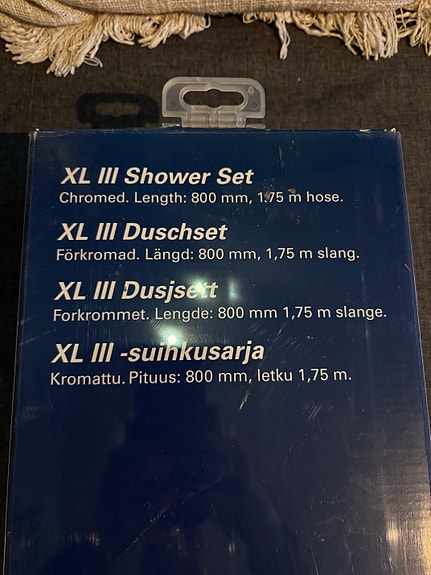 XL III Shower Set
Chromed. Length: 800 mm, 1.75 m hose.
XL III Duschset
Förkromad. Längd: 800 mm, 1,75 m slang.
XL III Dusjsett
Forkrommet. Lengde: 800 mm 1,75 m slange.
XL III -suihkusarja
Kromattu. Pituus: 800 mm, letku 1,75 m.